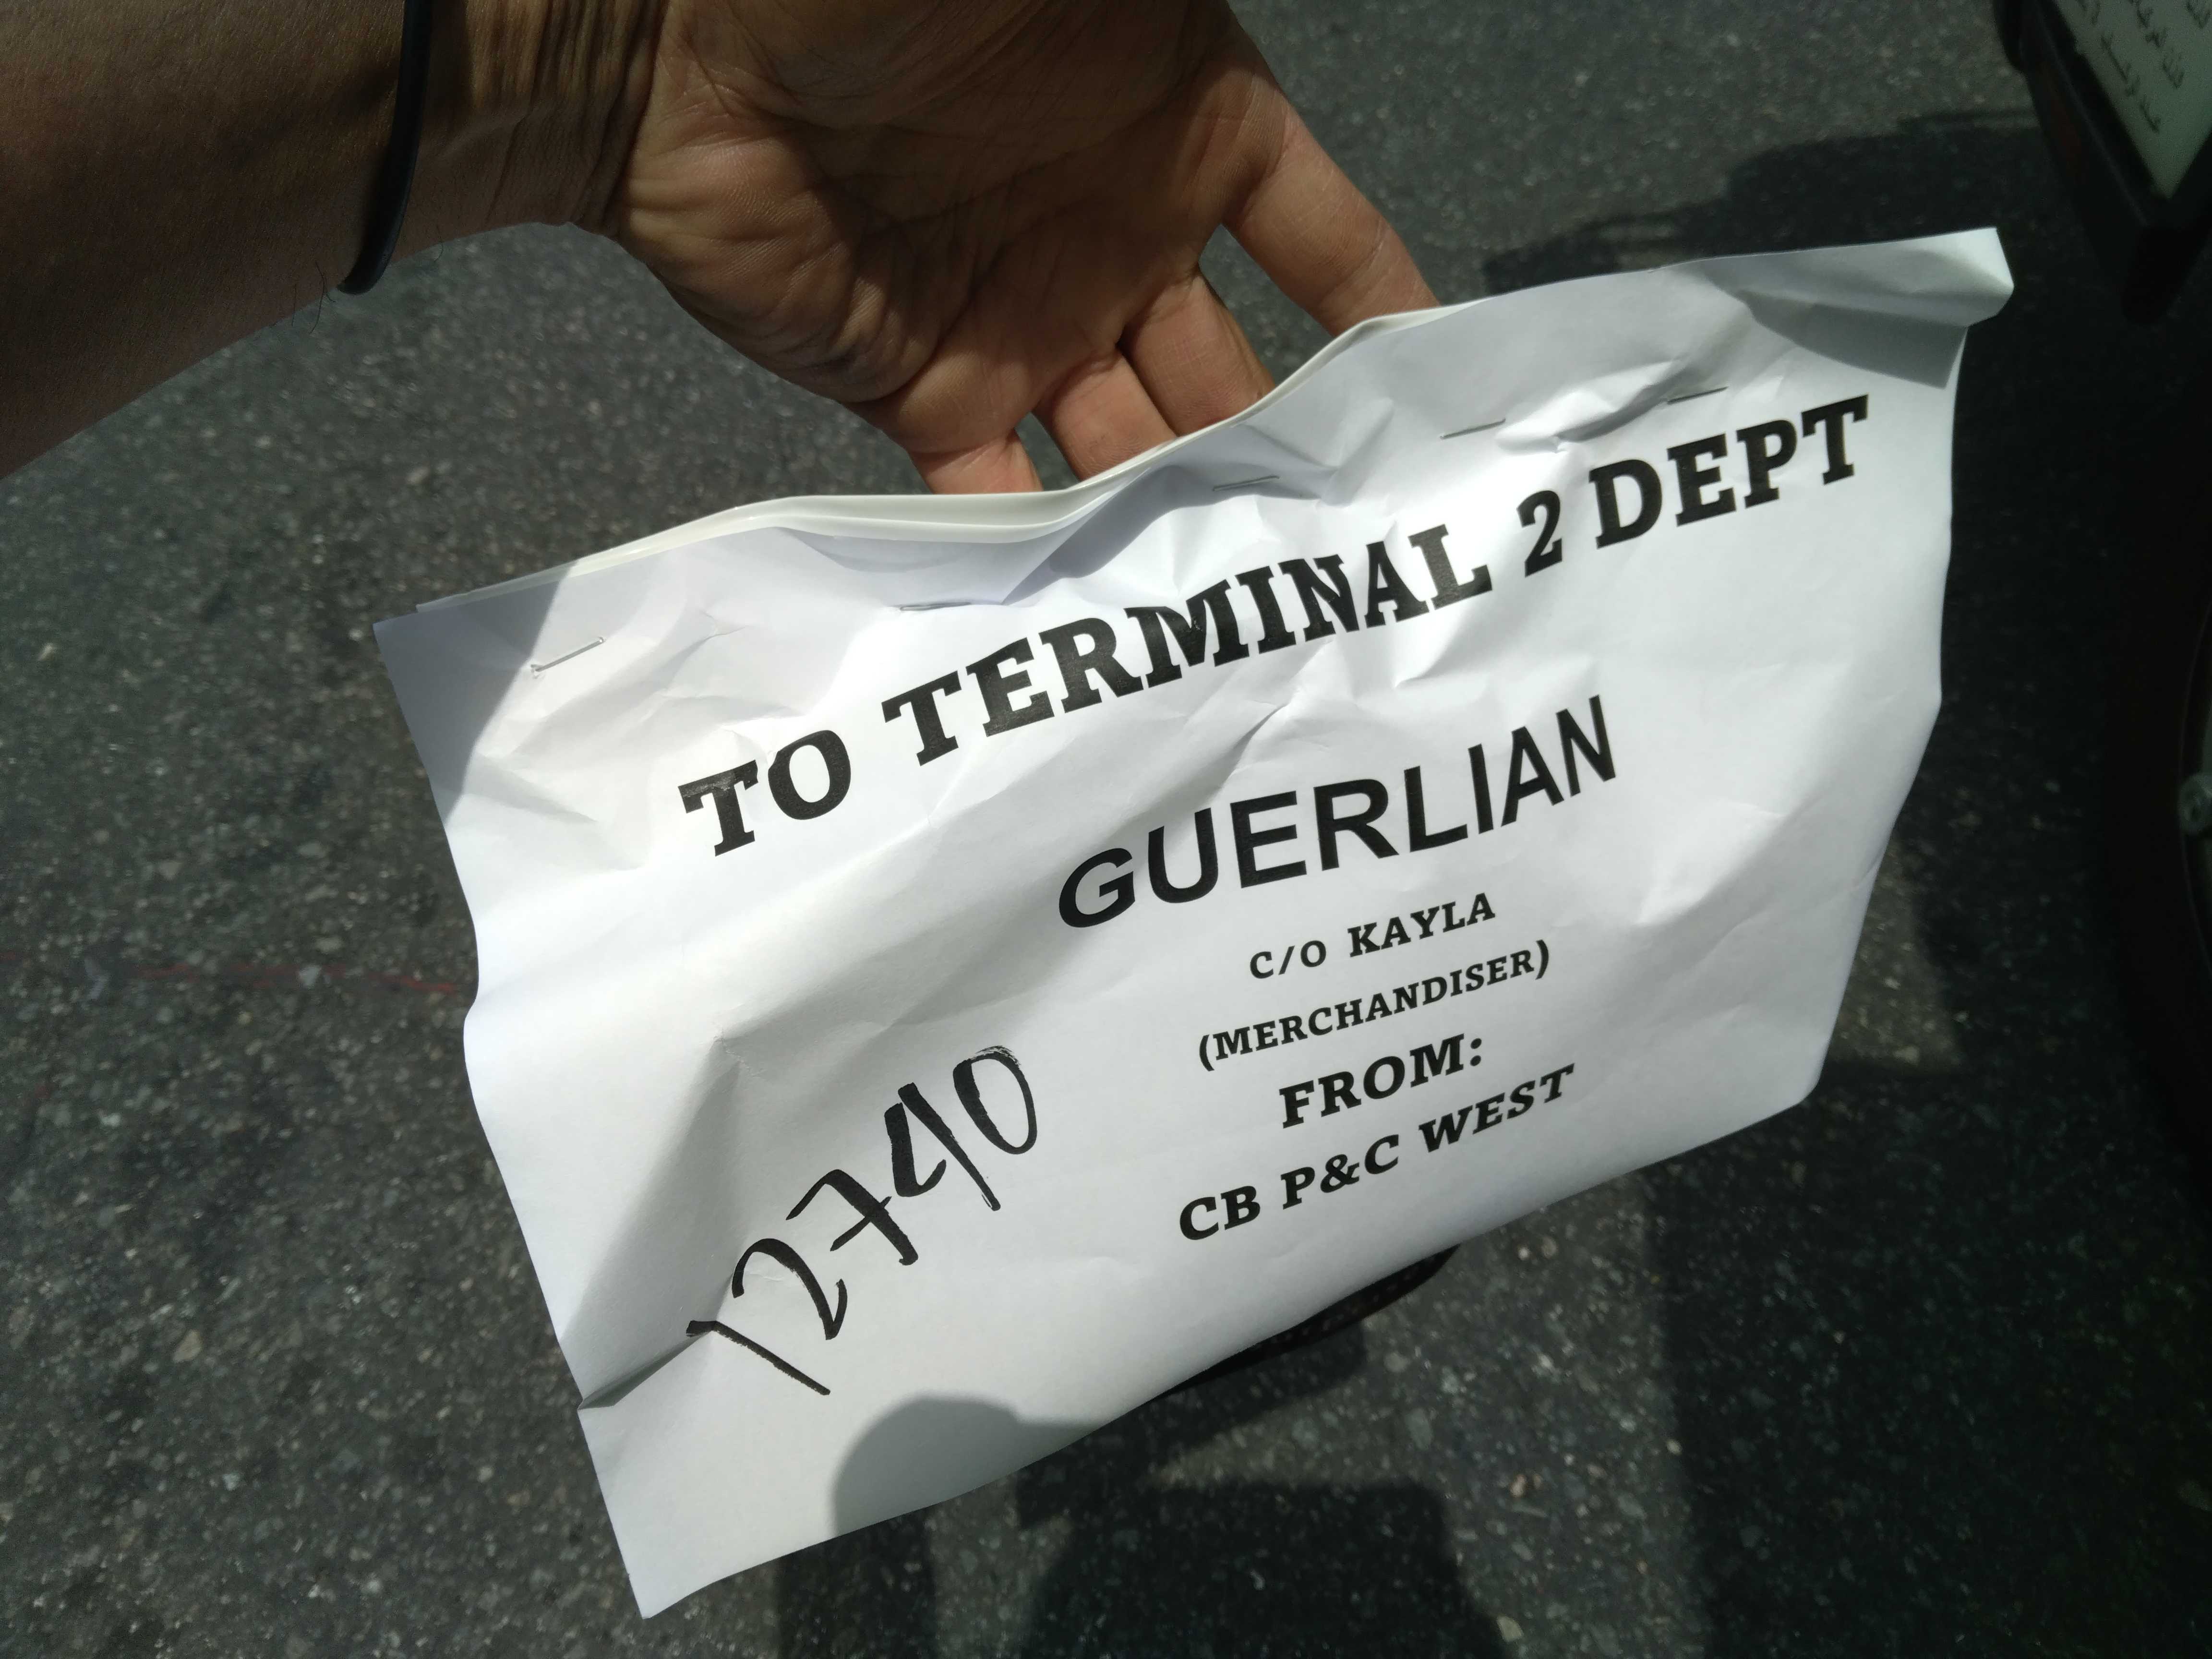 TO TERMINAL 2 DEPT
GUERLIAN
C/O KAYLA
(MERCHANDISER)
FROM:
CB P&C WEST
12740